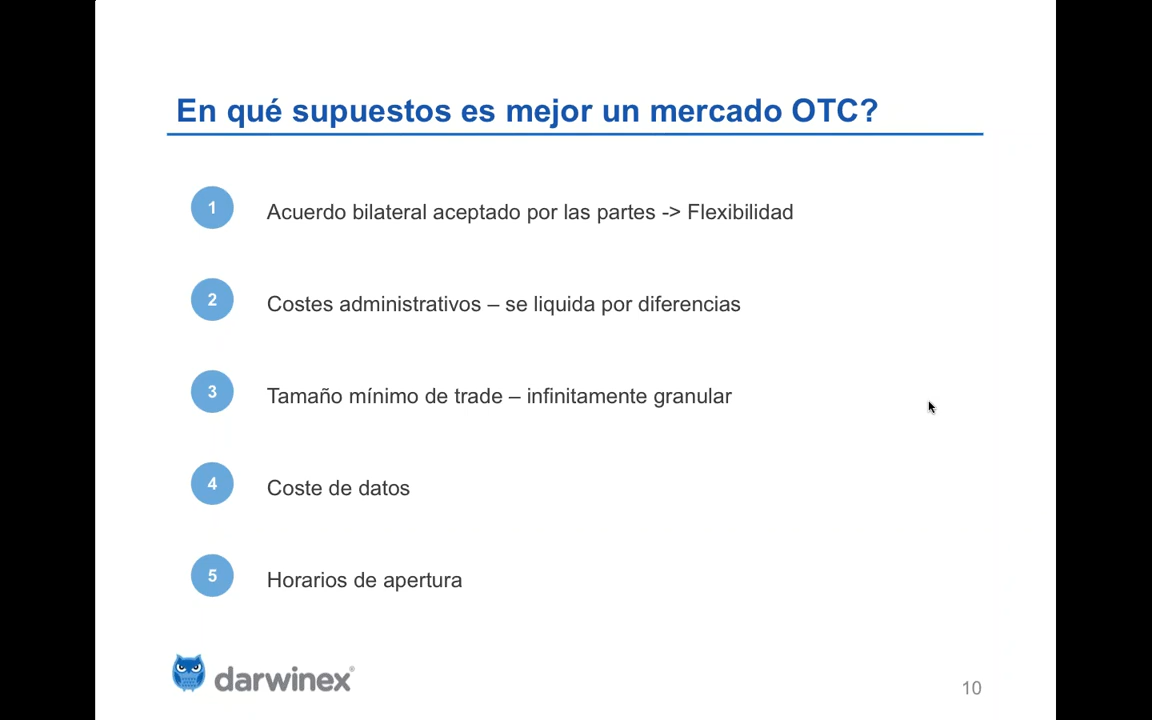 En qué supuestos es mejor un mercado OTC?
1 Acuerdo bilateral aceptado por las partes -> Flexibilidad
2 Costes administrativos – se liquida por diferencias
3 Tamaño mínimo de trade – infinitamente granular
4 Coste de datos
5 Horarios de apertura
darwinex®
10